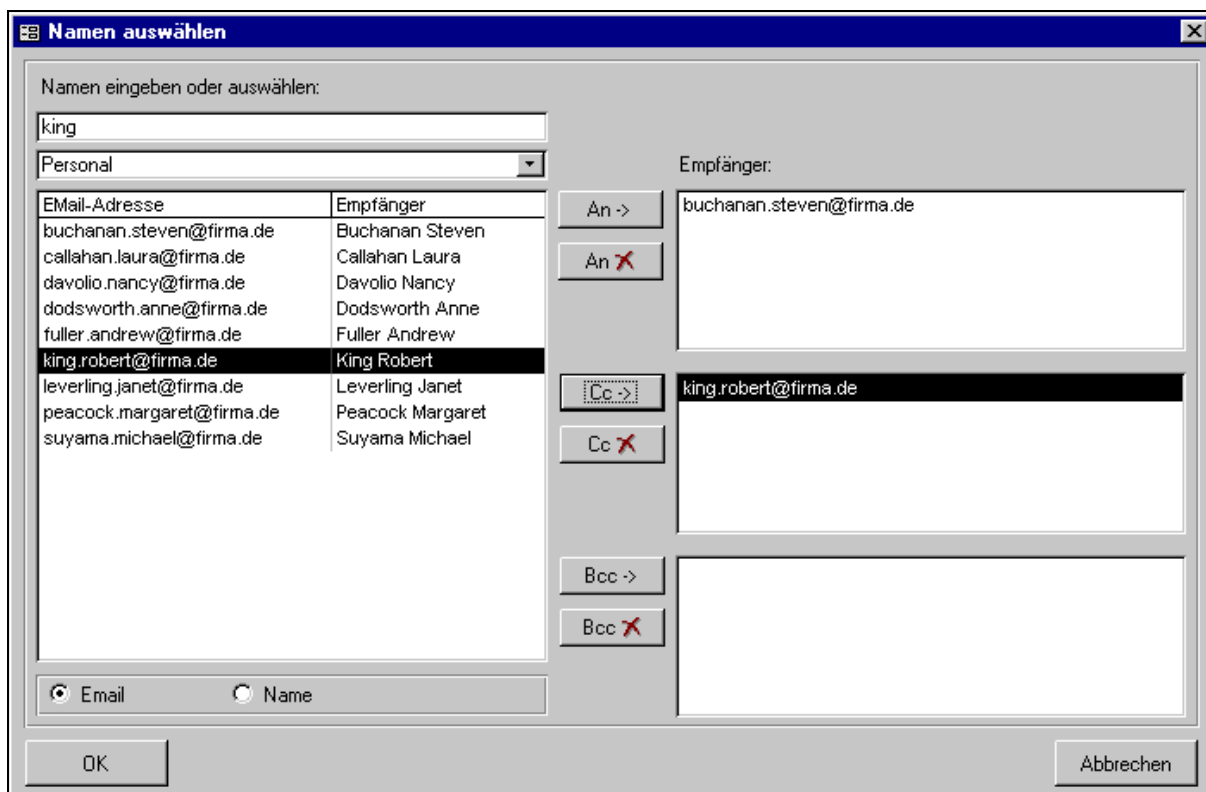 Namen auswählen
Namen eingeben oder auswählen:
king
Personal
EMail-Adresse Empfänger
buchanan.steven@firma.de Buchanan Steven
callahan.laura@firma.de Callahan Laura
davolio.nancy@firma.de Davolio Nancy
dodsworth.anne@firma.de Dodsworth Anne
fuller.andrew@firma.de Fuller Andrew
king.robert@firma.de King Robert
leverling.janet@firma.de Leverling Janet
peacock.margaret@firma.de Peacock Margaret
suyama.michael@firma.de Suyama Michael
Email Name
An ->
An
Cc ->
Cc
Bcc ->
Bcc
Empfänger:
buchanan.steven@firma.de
king.robert@firma.de
OK
Abbrechen